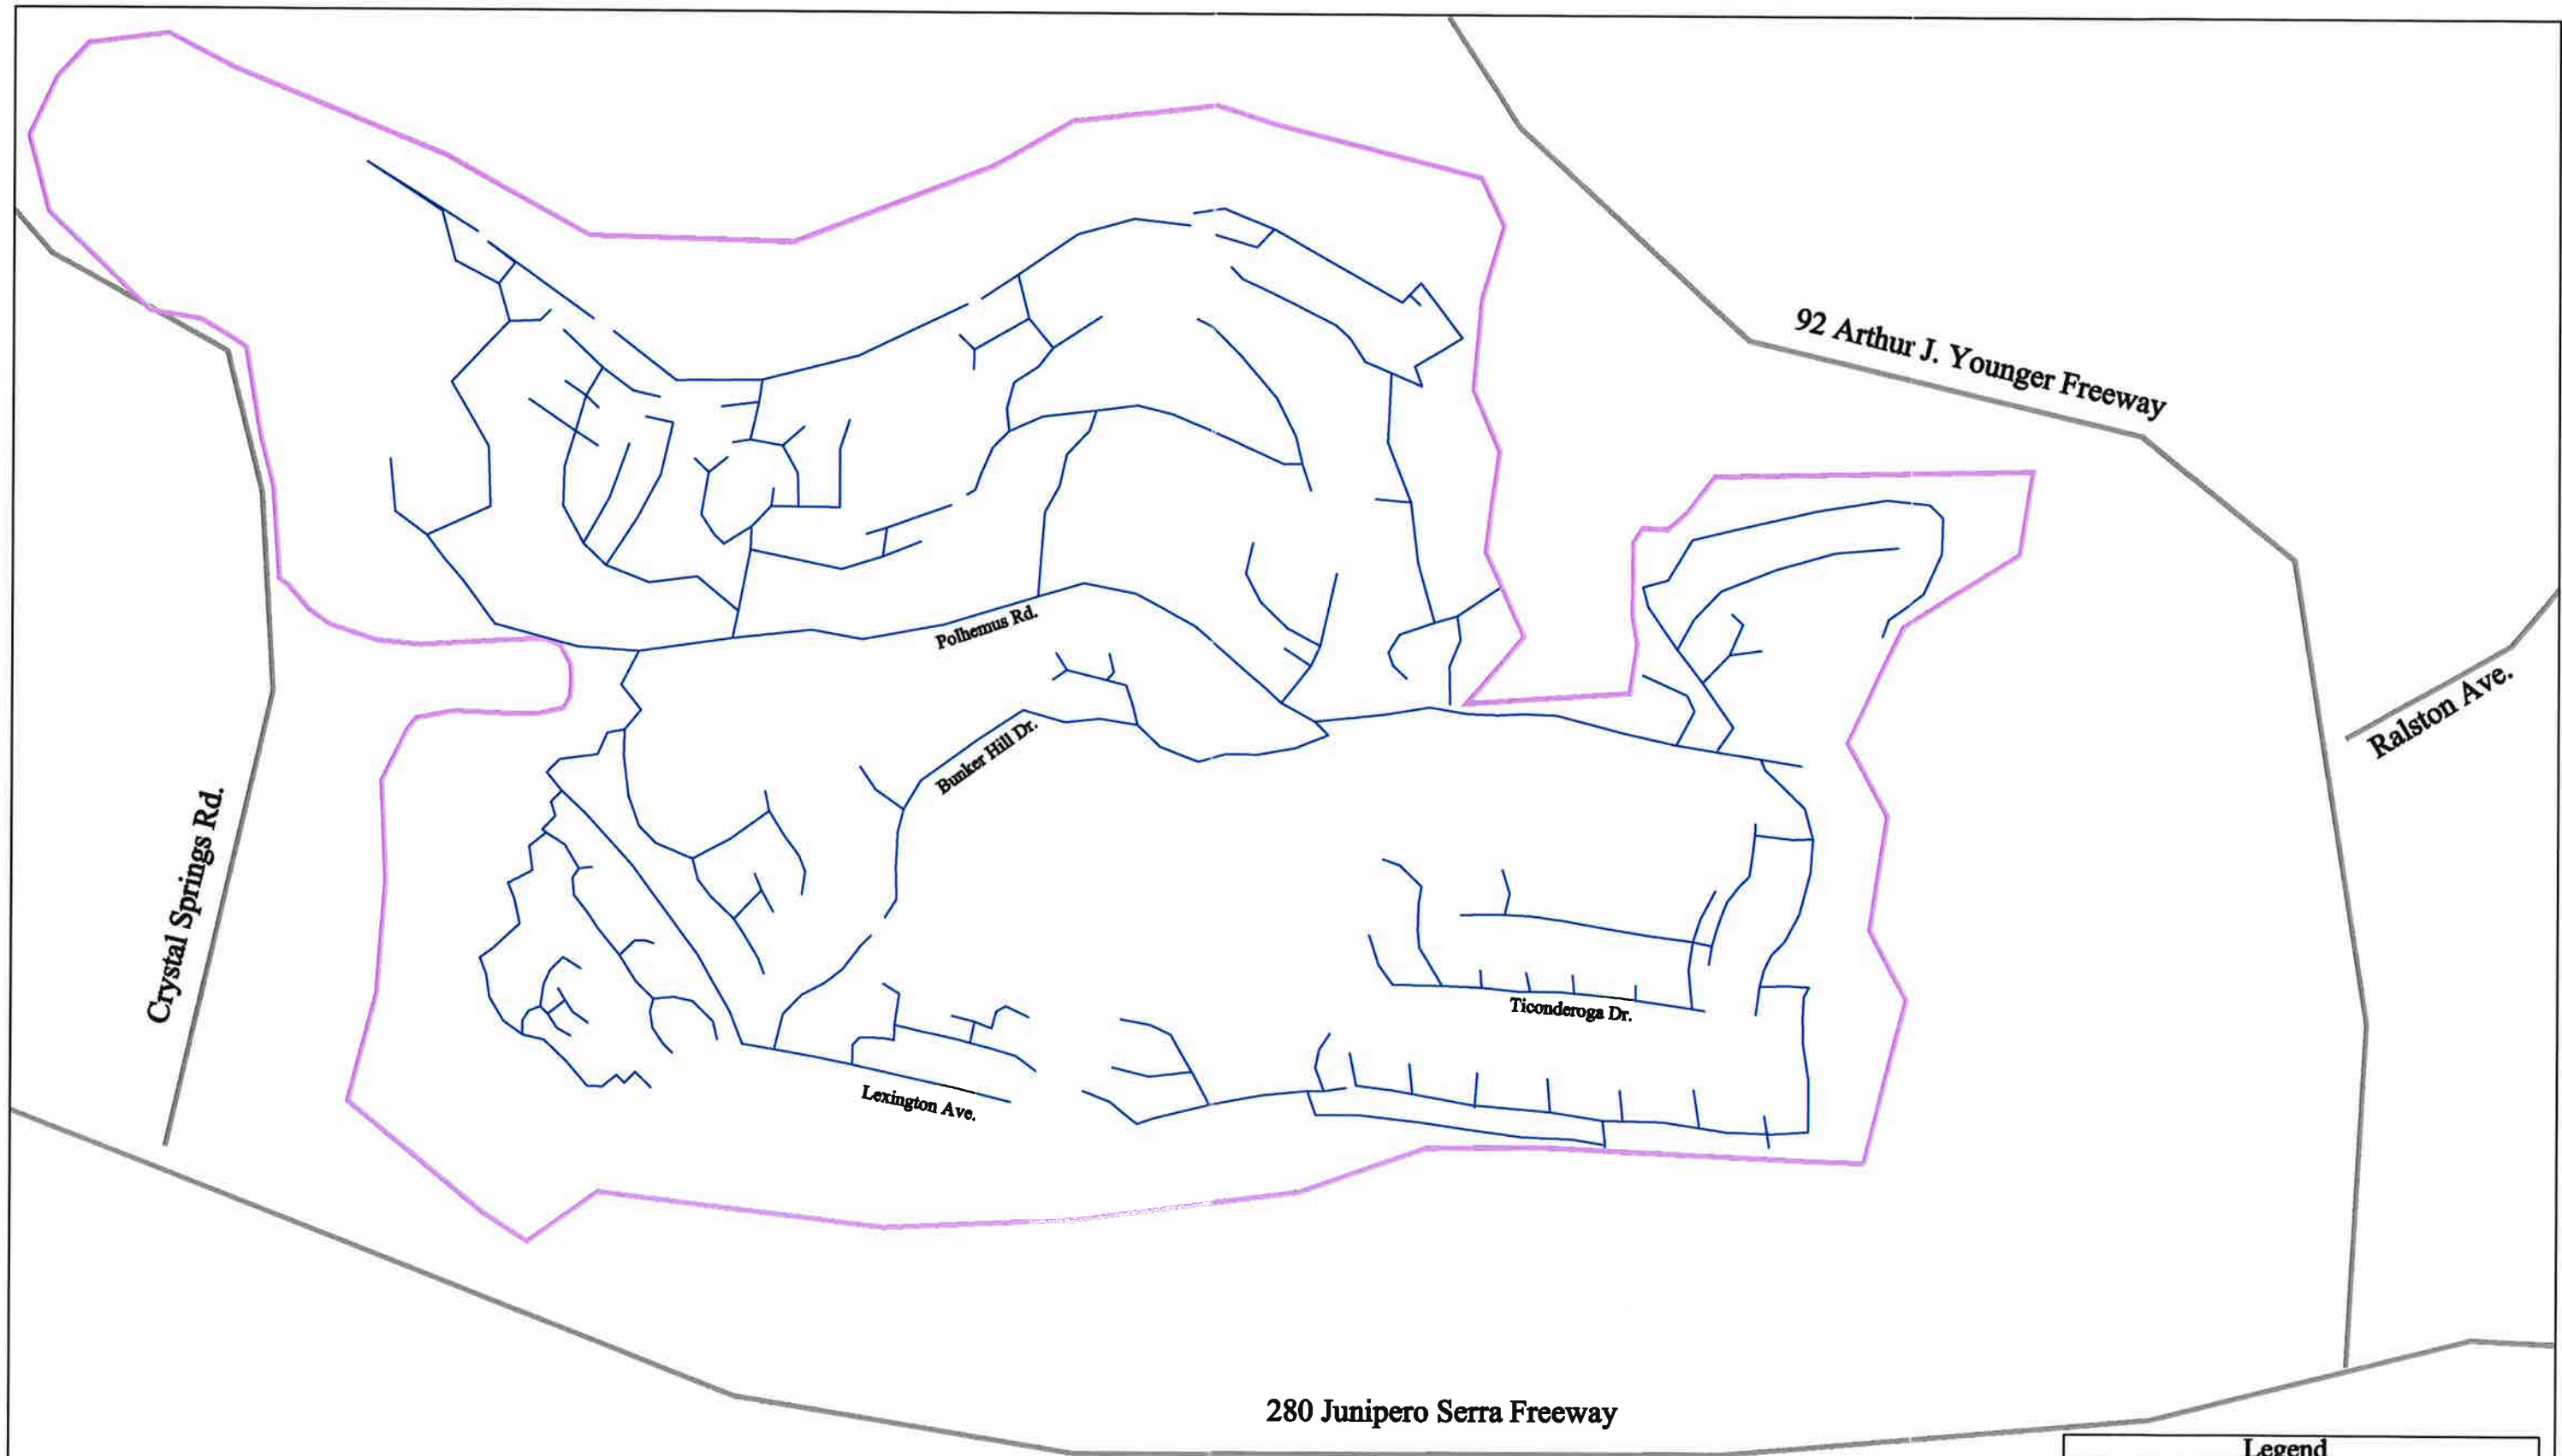 92 Arthur J. Younger Freeway
Polhemus Rd.
Ralston Ave.
Bunker Hill Dr.
Crystal Springs Rd.
Ticonderoga Dr.
Lexington Ave.
280 Junipero Serra Freeway
Legend